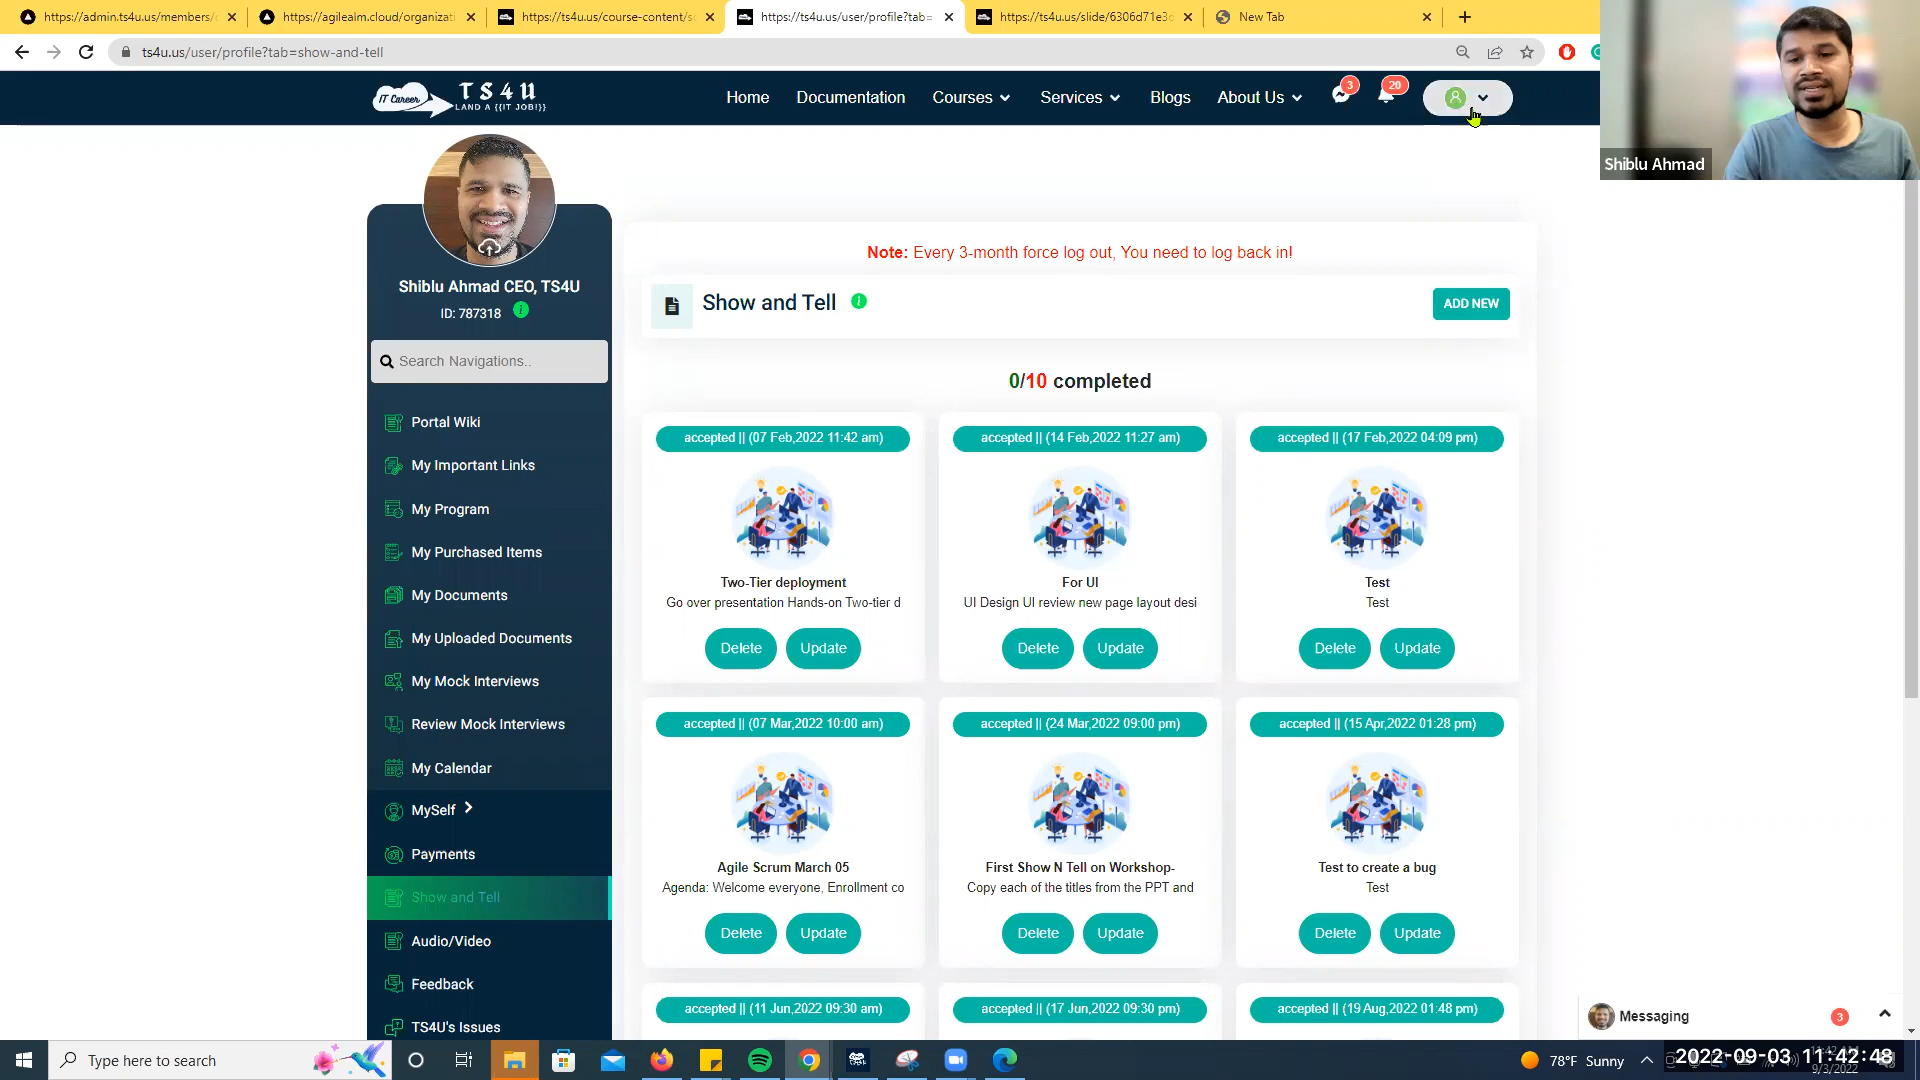 https://admin.ts4u.us/members/
https://agilealm.cloud/organizati
https://ts4u.us/course-content/s
https://ts4u.us/user/profile?tab=
https://ts4u.us/slide/6306d71e3c
New Tab
ts4u.us/user/profile?tab=show-and-tell
IT Career
TS4U
LAND A {{IT JOB!}}
Home
Documentation
Courses
Services
Blogs
About Us
3
20
Shiblu Ahmad
Shiblu Ahmad CEO, TS4U
ID: 787318
Search Navigations..
Portal Wiki
My Important Links
My Program
My Purchased Items
My Documents
My Uploaded Documents
My Mock Interviews
Review Mock Interviews
My Calendar
MySelf
Payments
Show and Tell
Audio/Video
Feedback
TS4U's Issues
Note: Every 3-month force log out, You need to log back in!
Show and Tell
ADD NEW
0/10 completed
accepted || (07 Feb,2022 11:42 am)
Two-Tier deployment
Go over presentation Hands-on Two-tier d
Delete
Update
accepted || (14 Feb,2022 11:27 am)
For UI
UI Design UI review new page layout desi
Delete
Update
accepted || (17 Feb,2022 04:09 pm)
Test
Test
Delete
Update
accepted || (07 Mar,2022 10:00 am)
Agile Scrum March 05
Agenda: Welcome everyone, Enrollment co
Delete
Update
accepted || (24 Mar,2022 09:00 pm)
First Show N Tell on Workshop-
Copy each of the titles from the PPT and
Delete
Update
accepted || (15 Apr,2022 01:28 pm)
Test to create a bug
Test
Delete
Update
accepted || (11 Jun,2022 09:30 am)
accepted || (17 Jun,2022 09:30 pm)
accepted || (19 Aug,2022 01:48 pm)
Messaging
3
Type here to search
78°F Sunny
2022-09-03 11:42:48
9/3/2022